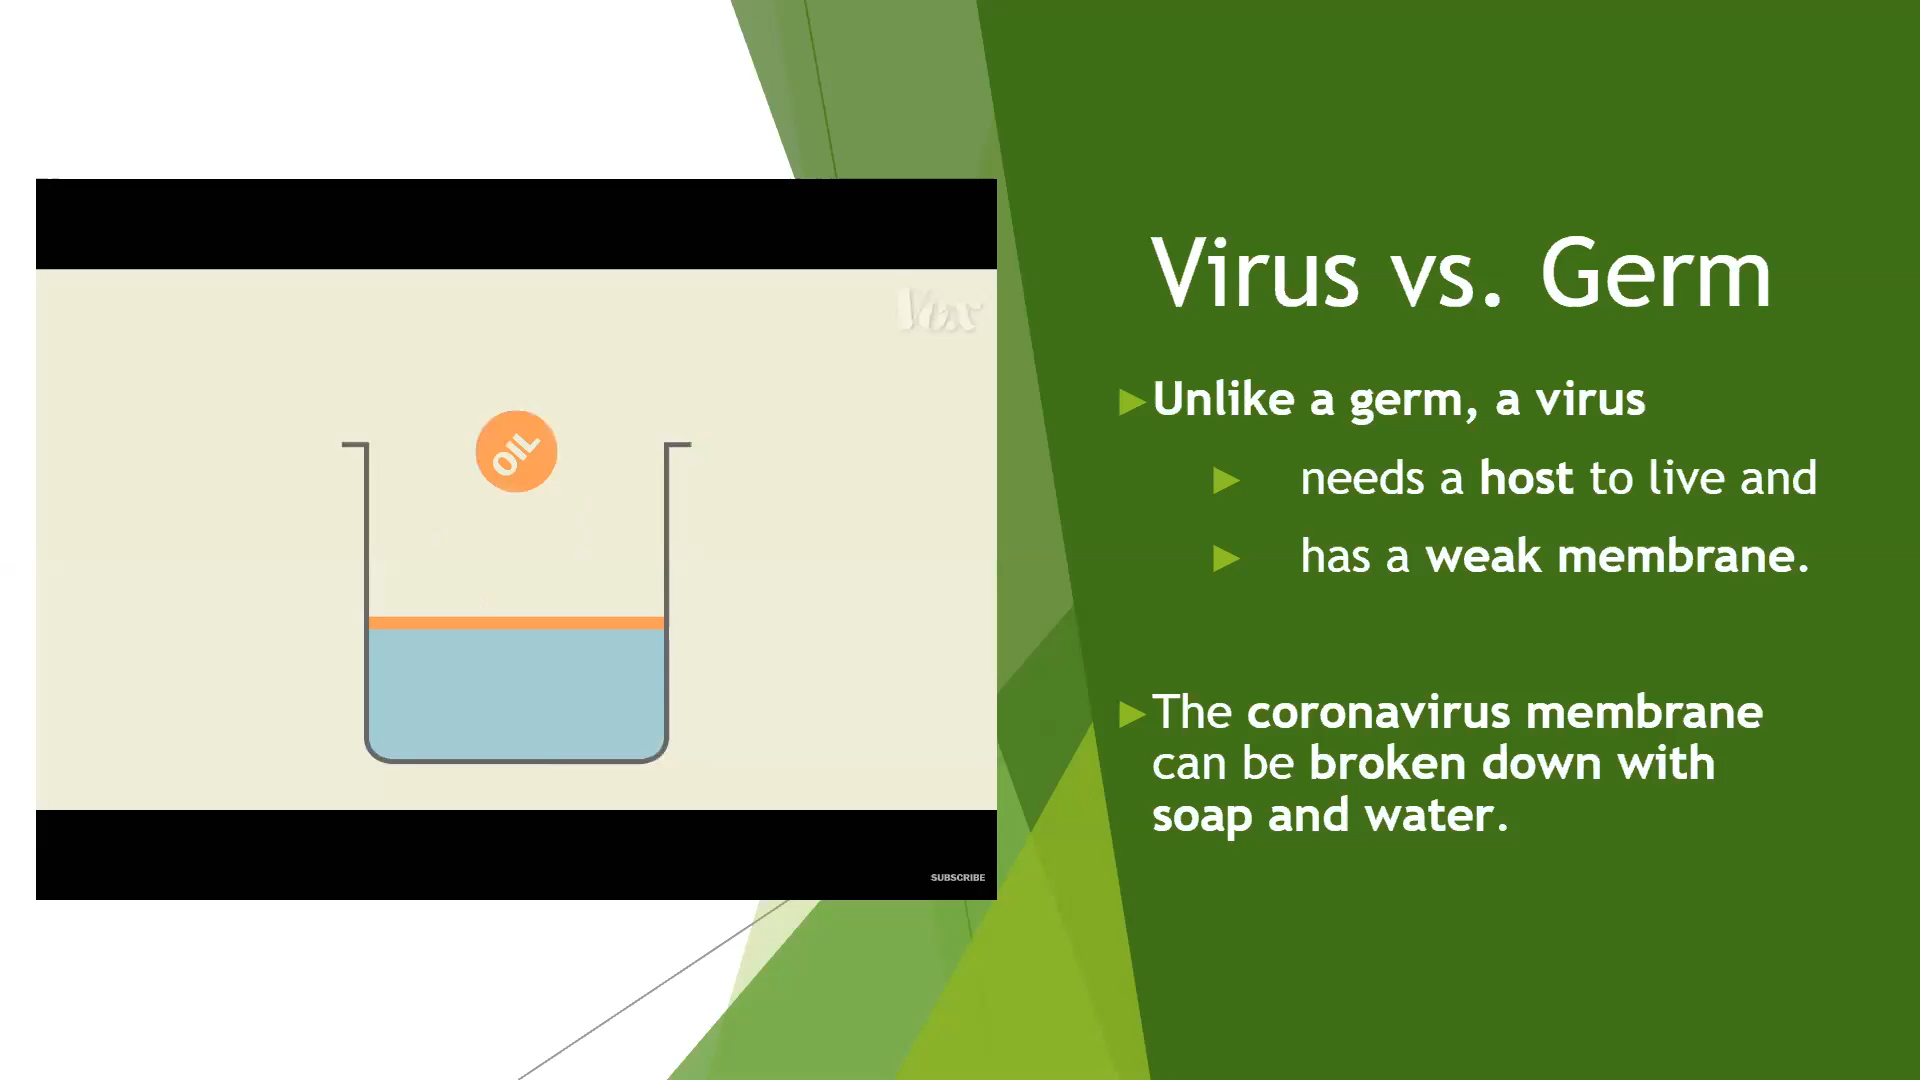 Vox
OIL
SUBSCRIBE
Virus vs. Germ
Unlike a germ, a virus
needs a host to live and
has a weak membrane.
The coronavirus membrane
can be broken down with
soap and water.